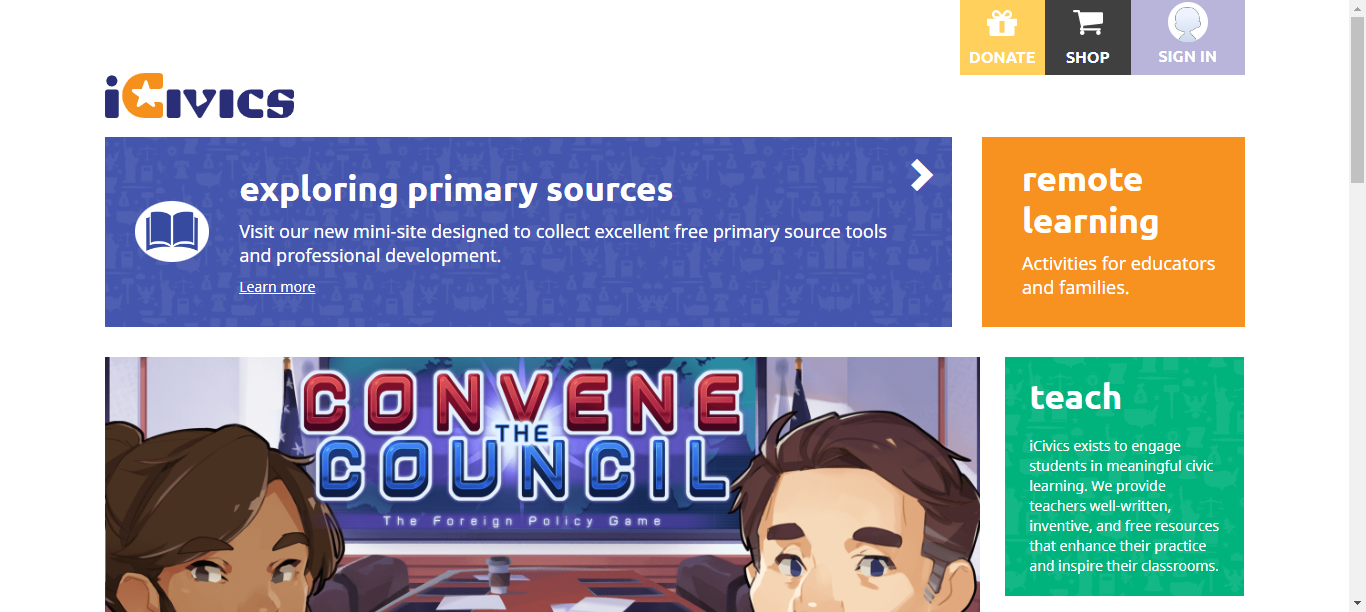 DONATE
SHOP
SIGN IN
iCivics
exploring primary sources
Visit our new mini-site designed to collect excellent free primary source tools
and professional development.
Learn more
remote
learning
Activities for educators
and families.
CONVENE
THE
COUNCIL
The Foreign Policy Game
teach
iCivics exists to engage
students in meaningful civic
learning. We provide
teachers well-written,
inventive, and free resources
that enhance their practice
and inspire their classrooms.